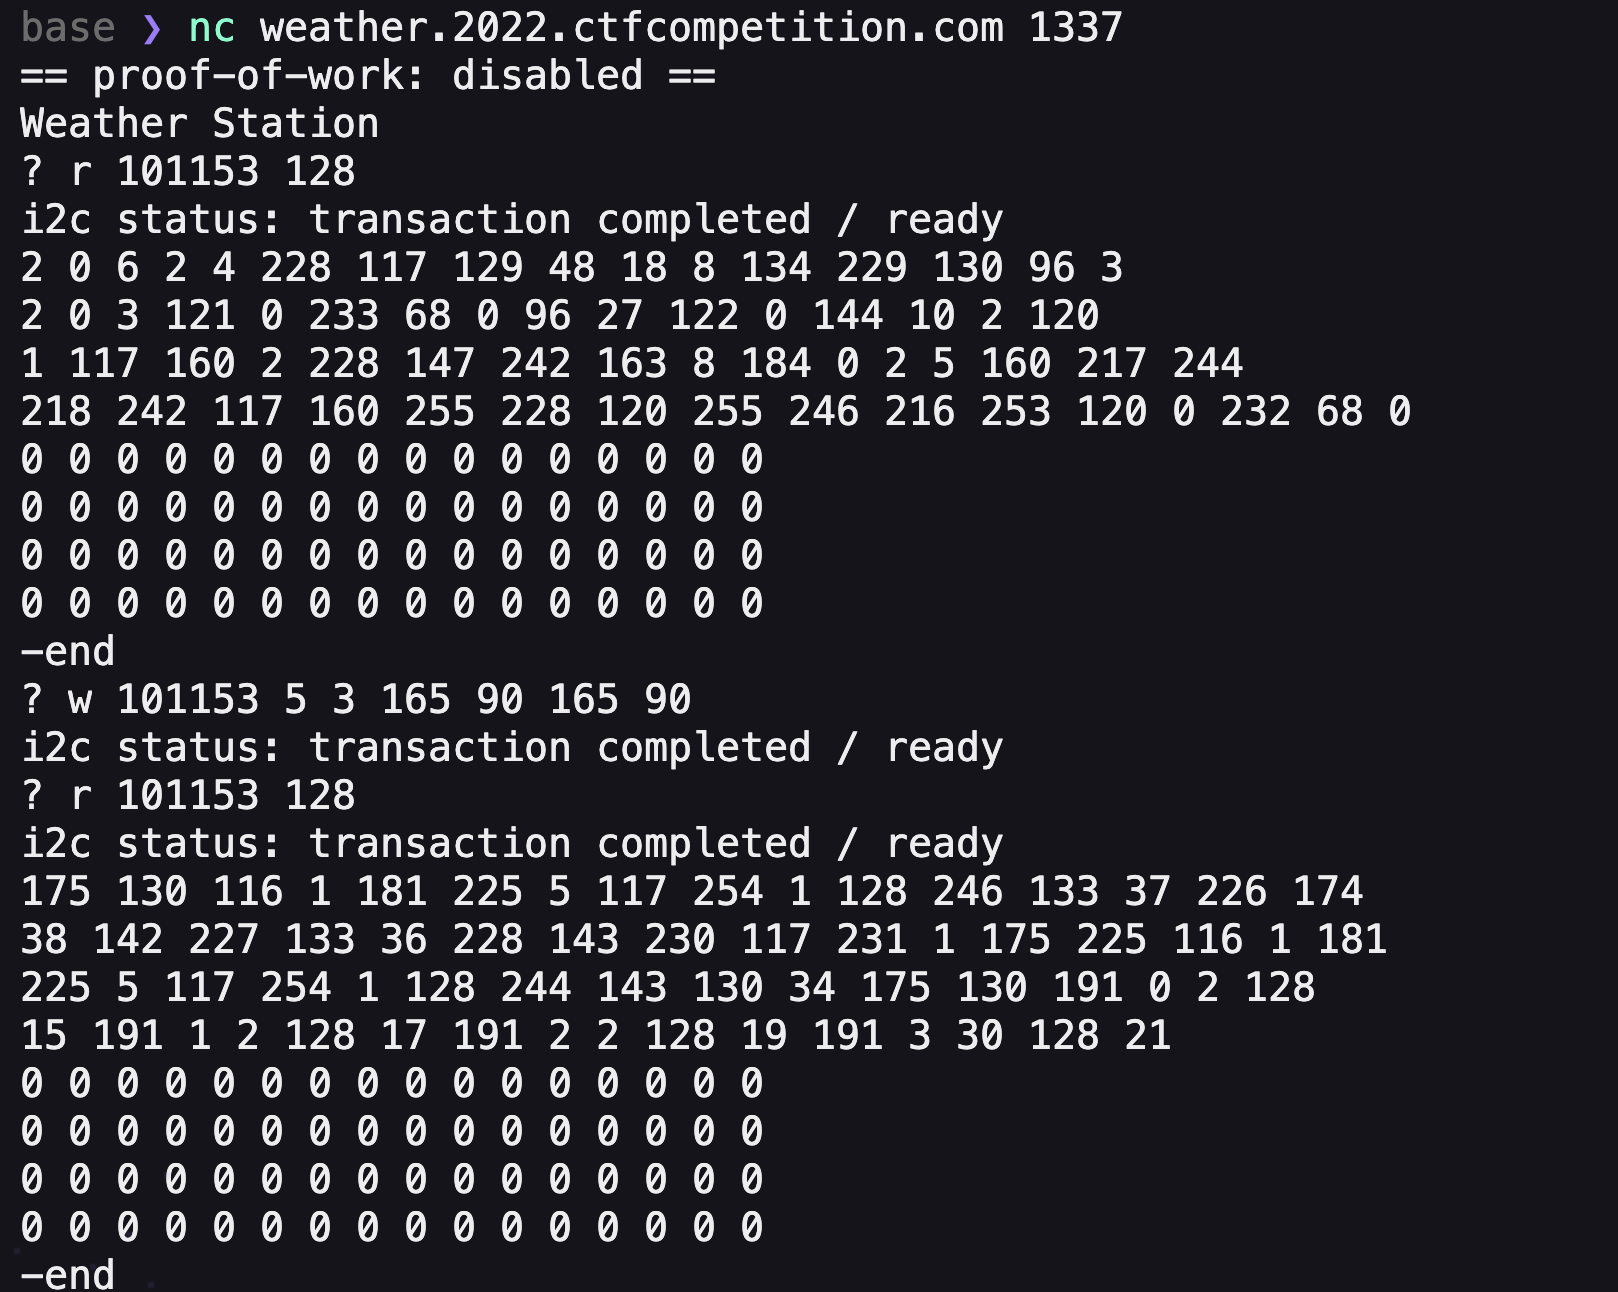 base ❯ nc weather.2022.ctfcompetition.com 1337
== proof-of-work: disabled ==
Weather Station
? r 101153 128
i2c status: transaction completed / ready
2 0 6 2 4 228 117 129 48 18 8 134 229 130 96 3
2 0 3 121 0 233 68 0 96 27 122 0 144 10 2 120
1 117 160 2 228 147 242 163 8 184 0 2 5 160 217 244
218 242 117 160 255 228 120 255 246 216 253 120 0 232 68 0
0 0 0 0 0 0 0 0 0 0 0 0 0 0 0 0
0 0 0 0 0 0 0 0 0 0 0 0 0 0 0 0
0 0 0 0 0 0 0 0 0 0 0 0 0 0 0 0
0 0 0 0 0 0 0 0 0 0 0 0 0 0 0 0
-end
? w 101153 5 3 165 90 165 90
i2c status: transaction completed / ready
? r 101153 128
i2c status: transaction completed / ready
175 130 116 1 181 225 5 117 254 1 128 246 133 37 226 174
38 142 227 133 36 228 143 230 117 231 1 175 225 116 1 181
225 5 117 254 1 128 244 143 130 34 175 130 191 0 2 128
15 191 1 2 128 17 191 2 2 128 19 191 3 30 128 21
0 0 0 0 0 0 0 0 0 0 0 0 0 0 0 0
0 0 0 0 0 0 0 0 0 0 0 0 0 0 0 0
0 0 0 0 0 0 0 0 0 0 0 0 0 0 0 0
0 0 0 0 0 0 0 0 0 0 0 0 0 0 0 0
-end